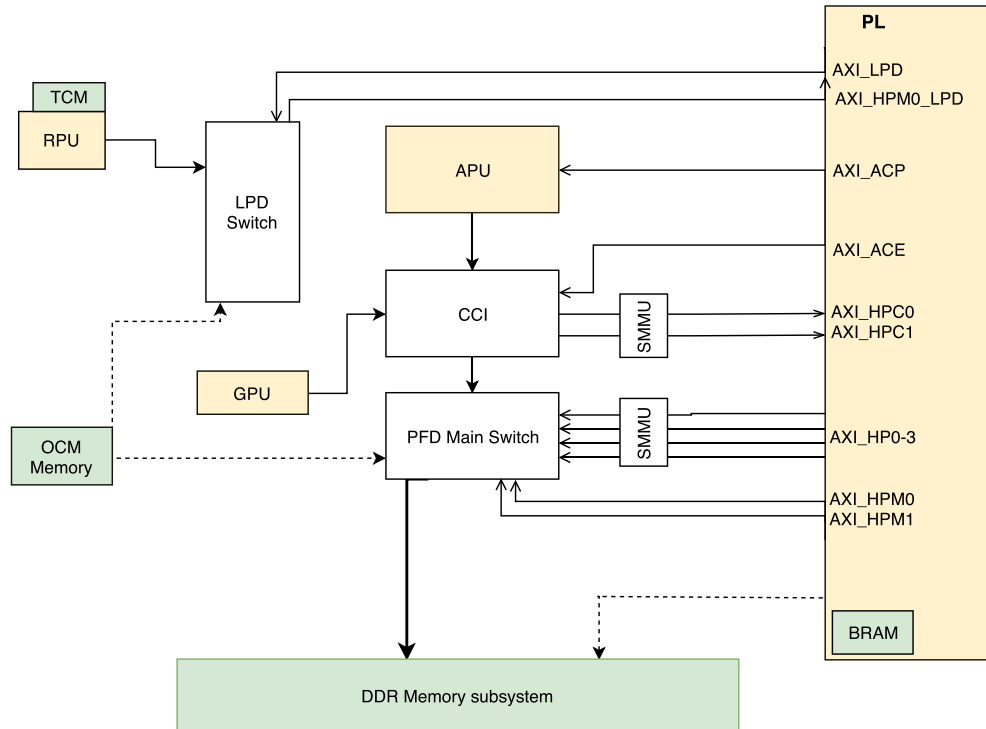 PL
AXI_LPD
TCM
AXI_HPM0_LPD
RPU
APU
AXI_ACP
LPD
Switch
AXI_ACE
CCI
SMMU
AXI_HPC0
AXI_HPC1
GPU
PFD Main Switch
SMMU
AXI_HP0-3
OCM
Memory
AXI_HPM0
AXI_HPM1
BRAM
DDR Memory subsystem